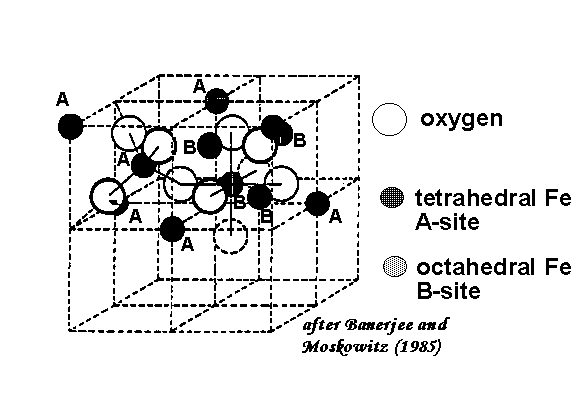 A
A
B
B
A
B
B
A
A
A
oxygen
tetrahedral Fe
A-site
octahedral Fe
B-site
after Banerjee and
Moskowitz (1985)